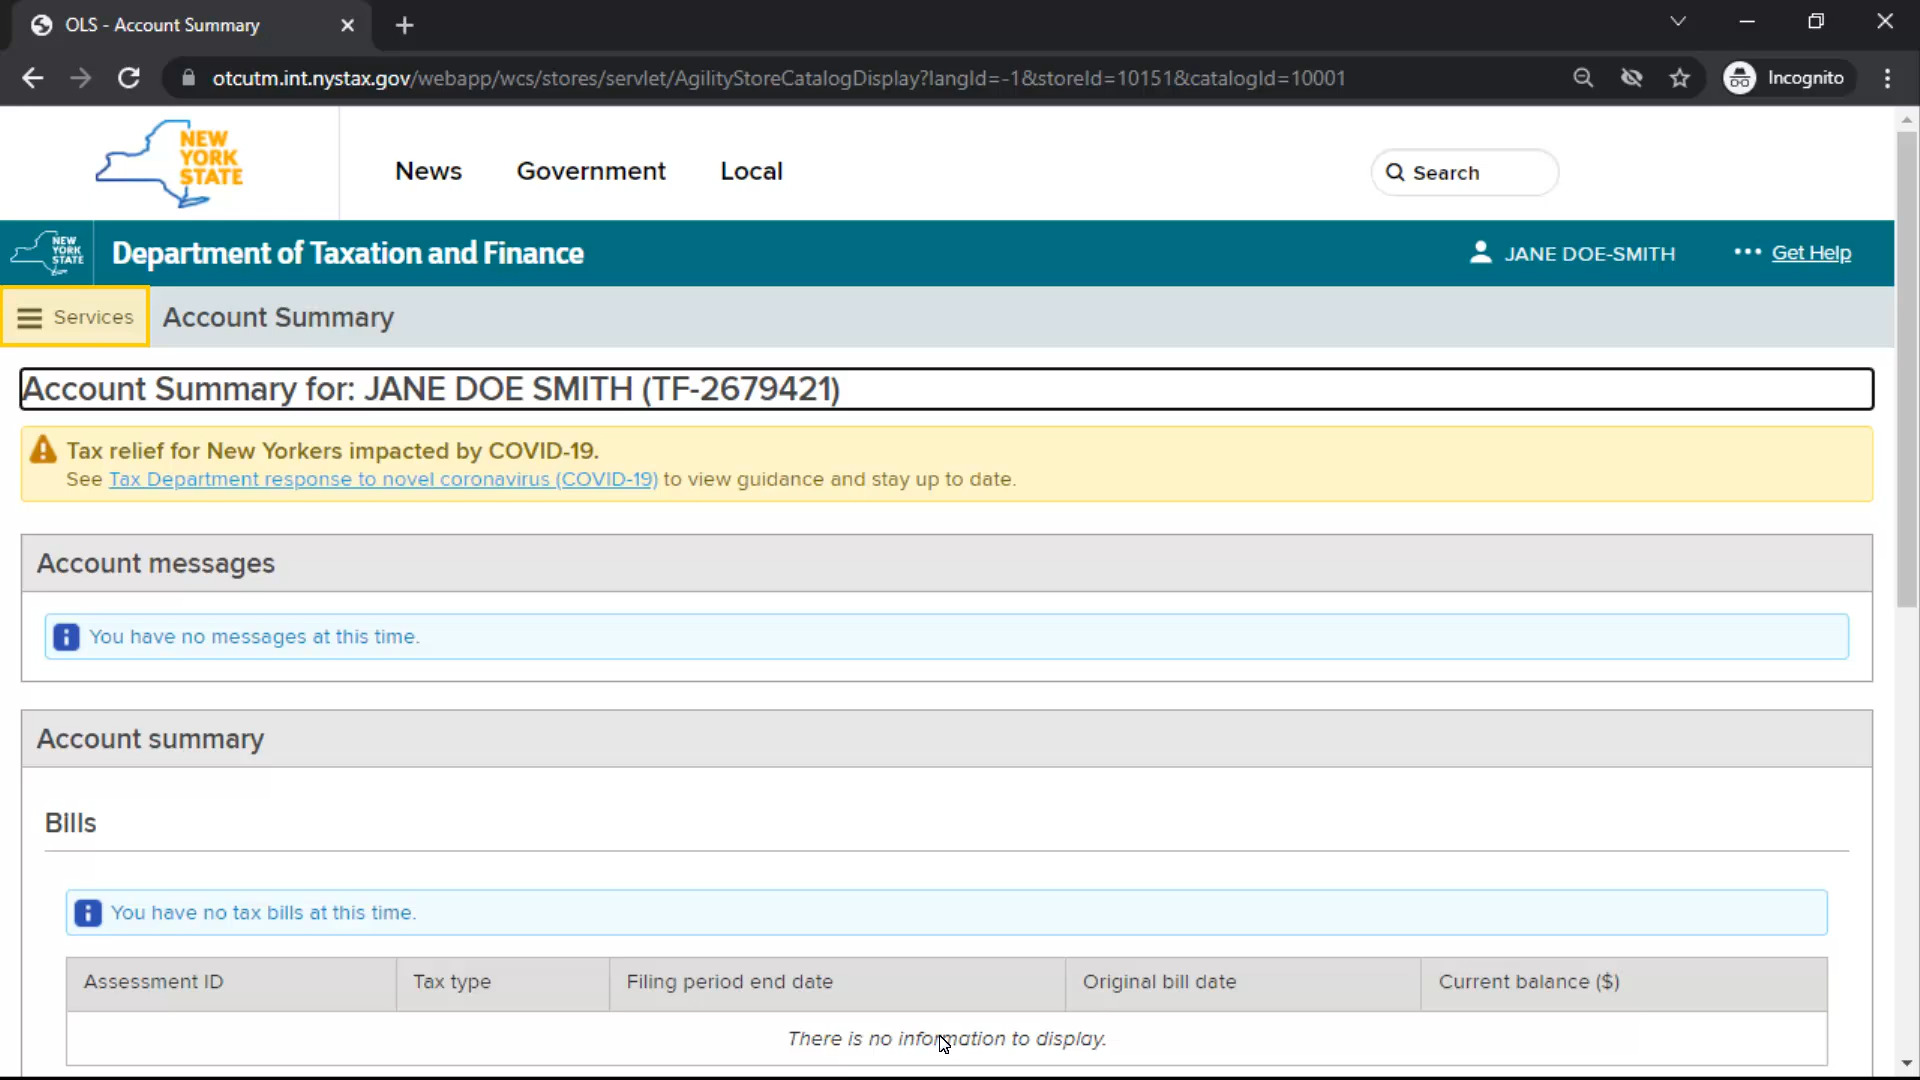 OLS - Account Summary
otcutm.int.nystax.gov/webapp/wcs/stores/servlet/AgilityStoreCatalogDisplay?langId=-1&storeId=10151&catalogId=10001
Incognito
NEW
YORK
STATE
News
Government
Local
Search
NEW
YORK
STATE
Department of Taxation and Finance
JANE DOE-SMITH
Get Help
Services
Account Summary
Account Summary for: JANE DOE SMITH (TF-2679421)
Tax relief for New Yorkers impacted by COVID-19.
See Tax Department response to novel coronavirus (COVID-19) to view guidance and stay up to date.
Account messages
You have no messages at this time.
Account summary
Bills
You have no tax bills at this time.
Assessment ID
Tax type
Filing period end date
Original bill date
Current balance ($)
There is no information to display.